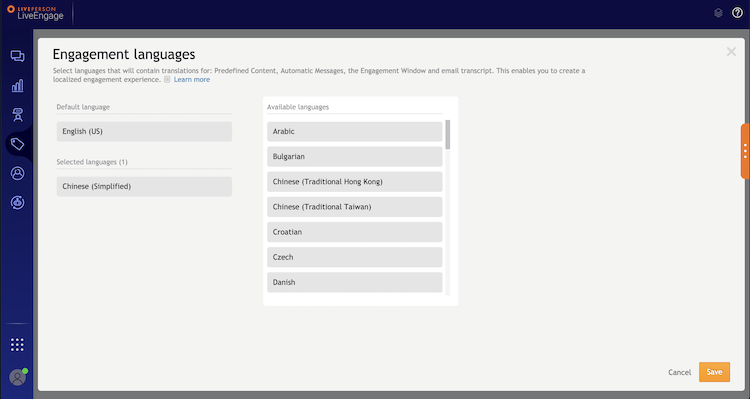 LIVEPERSON
LiveEngage
Engagement languages
Select languages that will contain translations for: Predefined Content, Automatic Messages, the Engagement Window and email transcript. This enables you to create a
localized engagement experience. Learn more
Default language
English (US)
Selected languages (1)
Chinese (Simplified)
Available languages
Arabic
Bulgarian
Chinese (Traditional Hong Kong)
Chinese (Traditional Taiwan)
Croatian
Czech
Danish
Cancel
Save